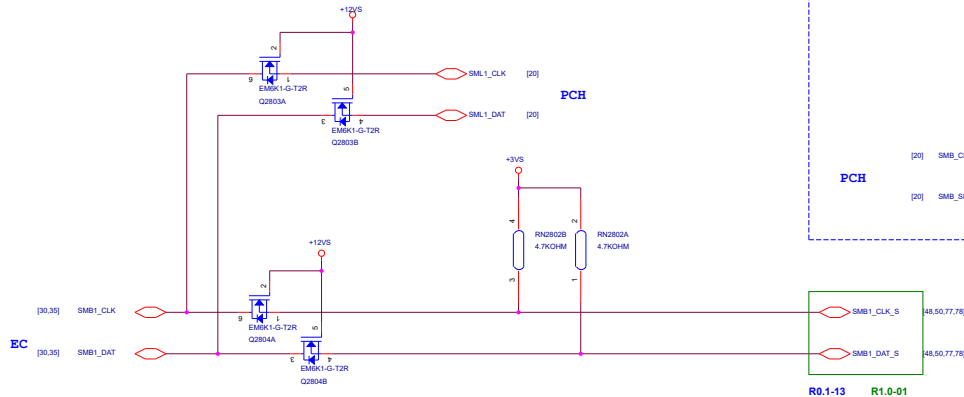 +12VS
2
6
1
EM6K1-G-T2R
Q2803A
SML1_CLK [20]
5
3
4
EM6K1-G-T2R
Q2803B
SML1_DAT [20]
PCH
+3VS
4
RN2802B
4.7KOHM
3
2
RN2802A
4.7KOHM
1
PCH
[20] SMB_C
[20] SMB_S
+12VS
2
[30,35] SMB1_CLK
6
1
EM6K1-G-T2R
Q2804A
5
EC
[30,35] SMB1_DAT
3
4
EM6K1-G-T2R
Q2804B
SMB1_CLK_S [48,50,77,78]
SMB1_DAT_S [48,50,77,78]
R0.1-13 R1.0-01